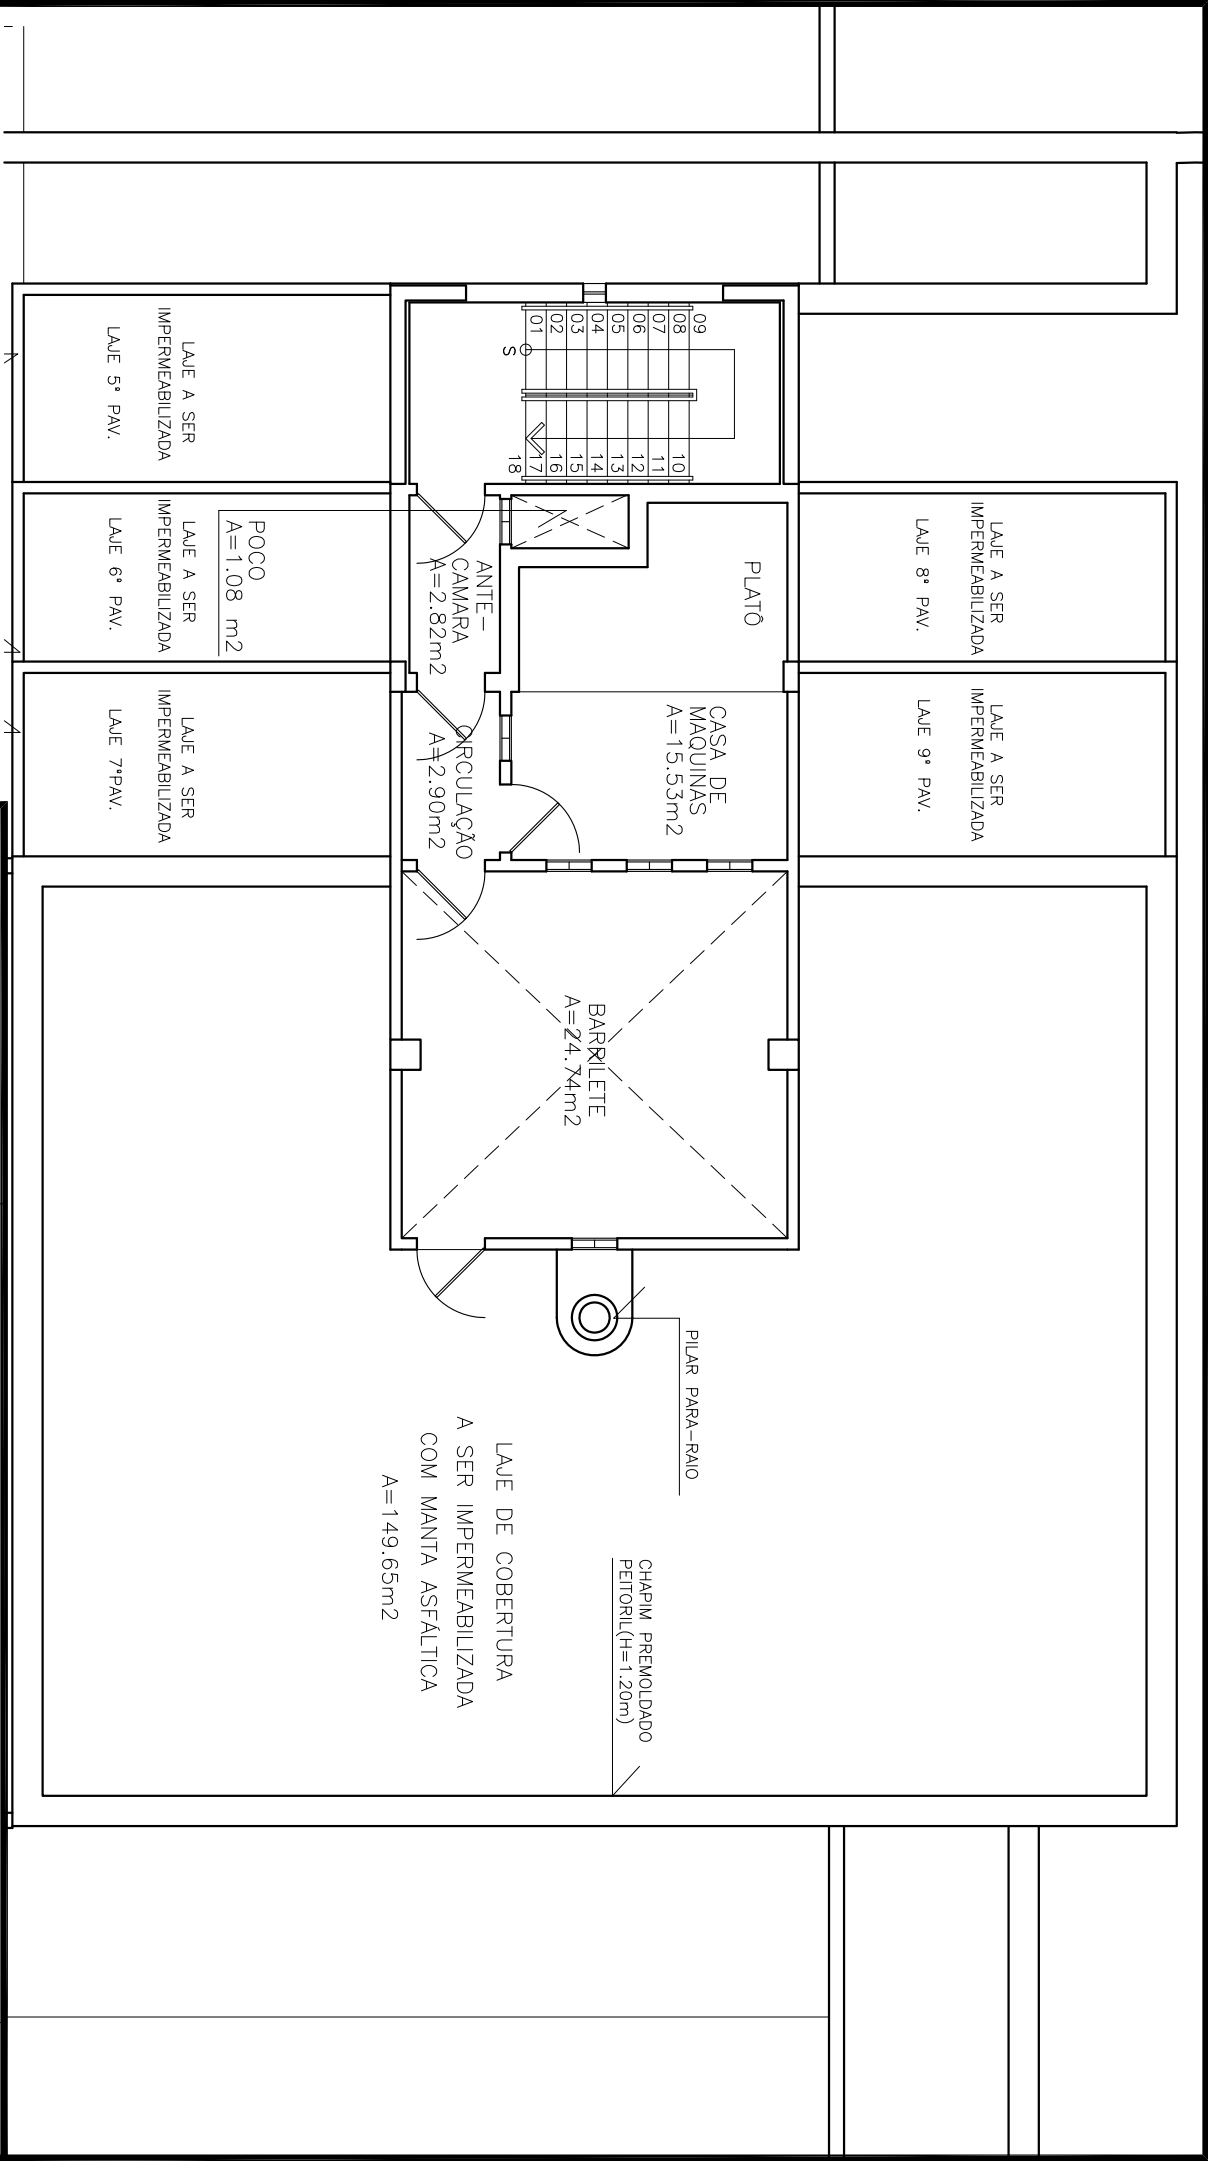 LAJE A SER
IMPERMEABILIZADA
LAJE 5° PAV.
LAJE A SER
IMPERMEABILIZADA
LAJE 6° PAV.
LAJE A SER
IMPERMEABILIZADA
LAJE 7°PAV.
LAJE A SER
IMPERMEABILIZADA
LAJE 8° PAV.
LAJE A SER
IMPERMEABILIZADA
LAJE 9° PAV.
09
08
07
06
05
04
03
02
01
S
10
11
12
13
14
15
16
17
18
POCO
A=1.08 m2
ANTE-
CAMARA
A=2.82m2
PLATÔ
CASA DE
MAQUINAS
A=15.53m2
CIRCULAÇÃO
A=2.90m2
BARRILETE
A=24.74m2
PILAR PARA-RAIO
CHAPIM PREMOLDADO
PEITORIL(H=1.20m)
LAJE DE COBERTURA
A SER IMPERMEABILIZADA
COM MANTA ASFÁLTICA
A=149.65m2